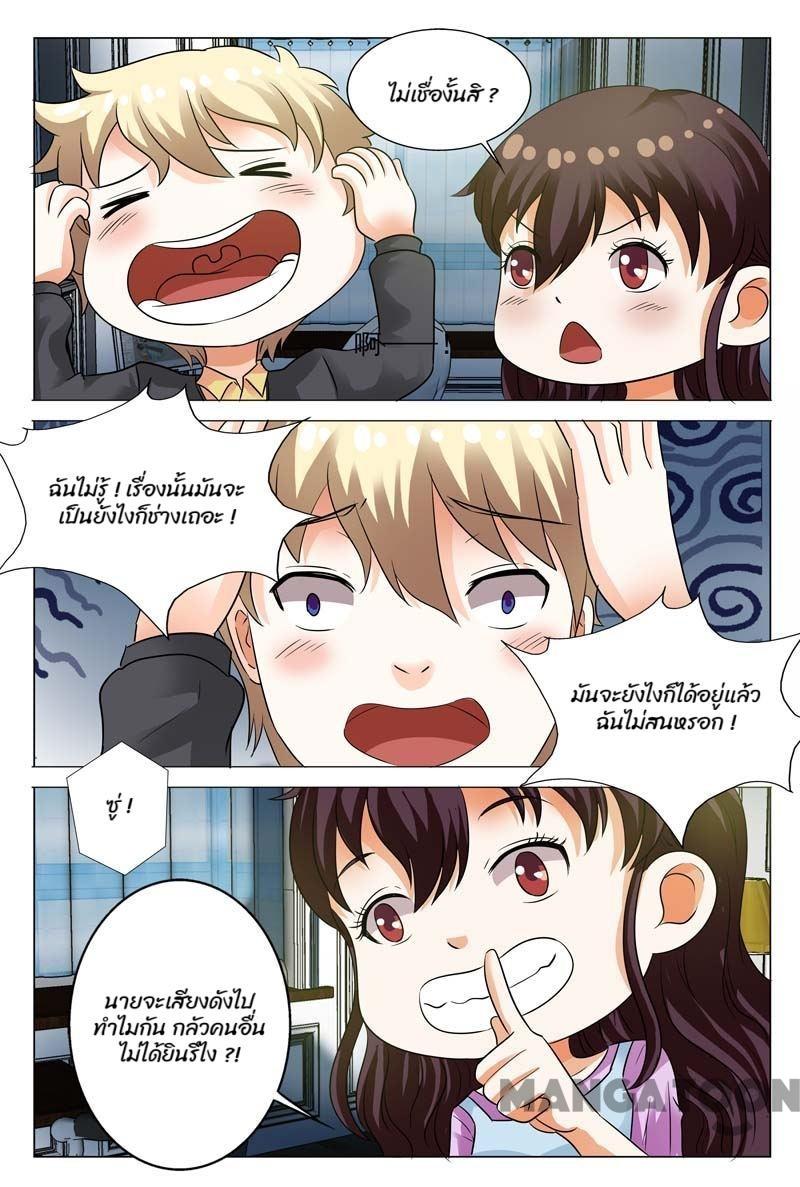 ไม่เชื่องั้นสิ ?
ฉันไม่รู้ ! เรื่องนั้นมันจะ
เป็นยังไงก็ช่างเถอะ !
มันจะยังไงก็ได้อยู่แล้ว
ฉันไม่สนหรอก !
ซู่ !
นายจะเสียงดังไป
ทำไมกัน กลัวคนอื่น
ไม่ได้ยินรึไง ?!
MANGATOON